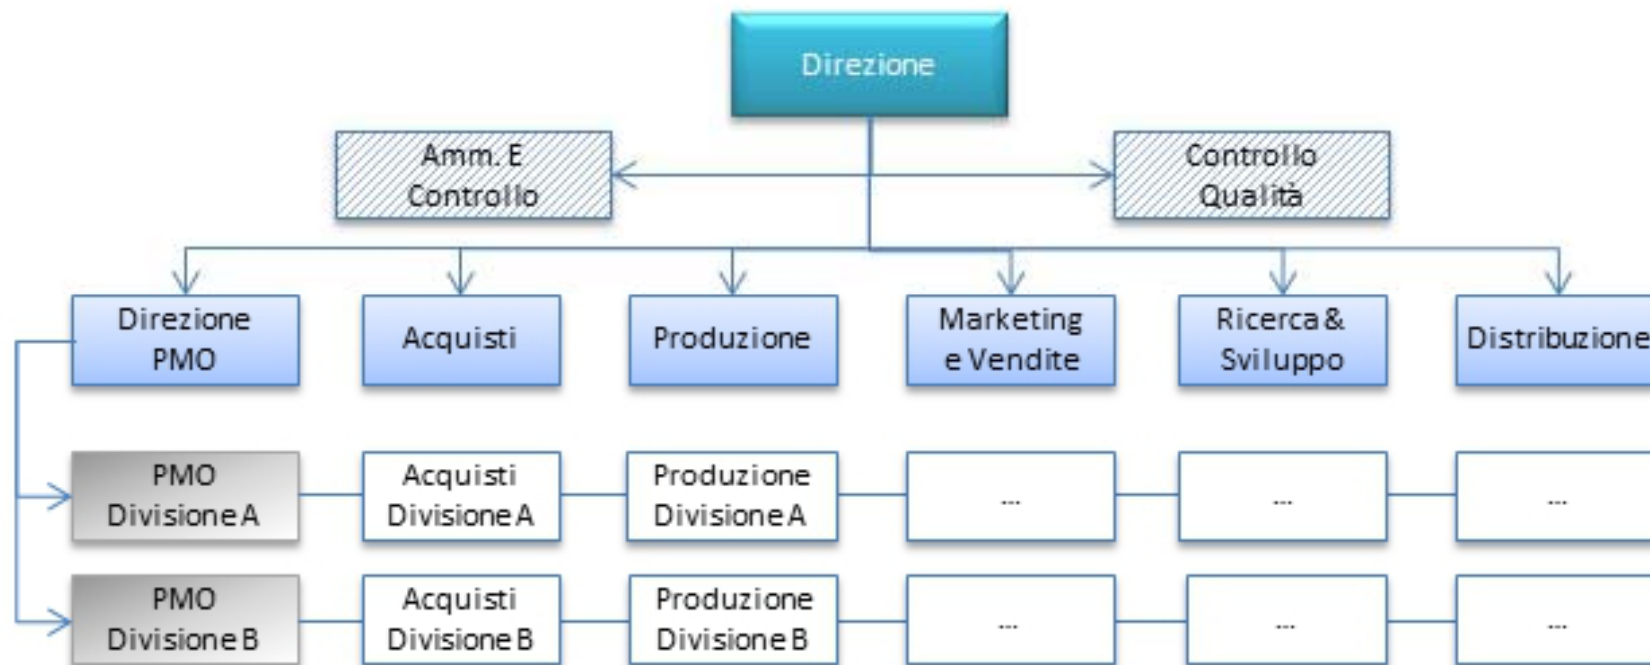 Direzione
Amm. E
Controllo
Controllo
Qualità
Direzione
PMO
Acquisti
Produzione
Marketing
e Vendite
Ricerca &
Sviluppo
Distribuzione
PMO
Divisione A
Acquisti
Divisione A
Produzione
Divisione A
...
...
...
PMO
Divisione B
Acquisti
Divisione B
Produzione
Divisione B
...
...
...